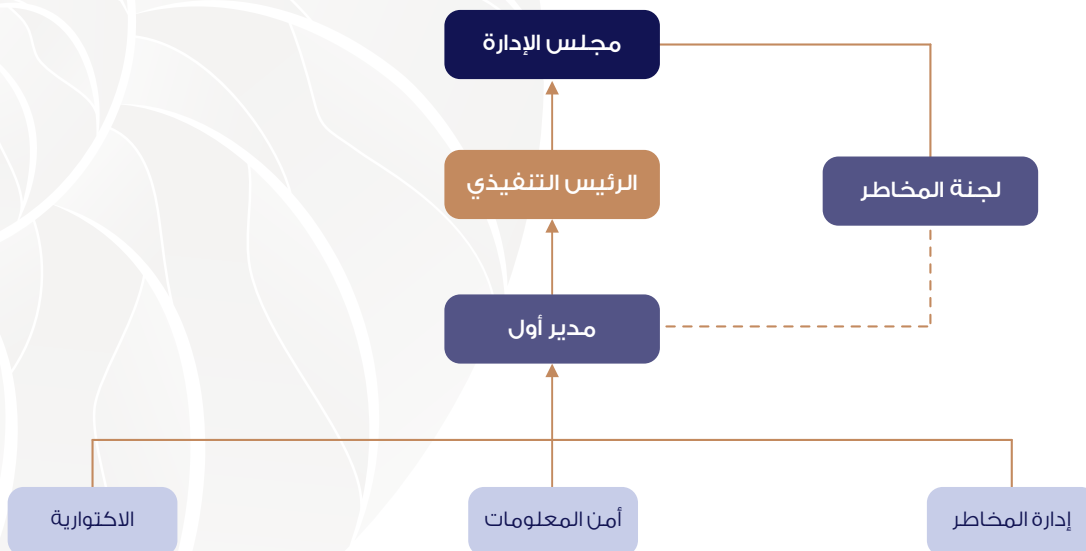 مجلس الإدارة
الرئيس التنفيذي
لجنة المخاطر
مدير أول
إدارة المخاطر
أمن المعلومات
الاكتوارية